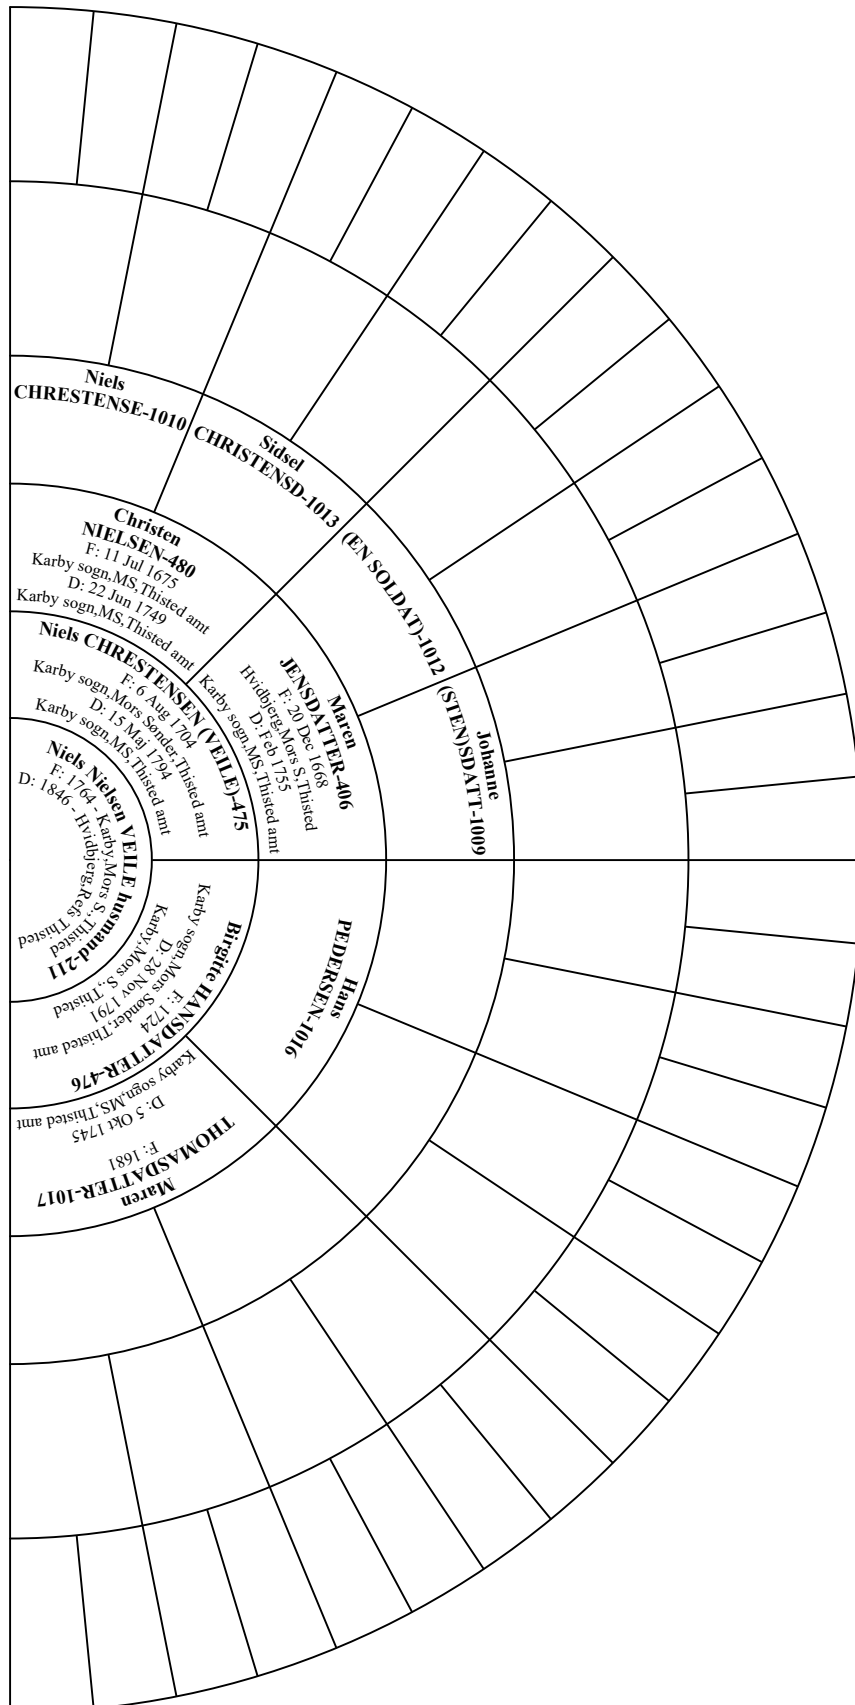 Niels
CHRESTENSE-1010
Sidsel
CHRISTENSD-1013
(EN SOLDAT)-1012
Johanne
(STEN)SDATT-1009
Christen
NIELSEN-480
F: 11 Jul 1675
Karby sogn,MS,Thisted amt
D: 22 Jun 1749
Karby sogn,MS,Thisted amt
Maren
JENSDATTER-406
F: 20 Dec 1668
Hvidbjerg,Mors S,Thisted
D: Feb 1755
Karby sogn,MS,Thisted amt
Hans
PEDERSEN-1016
Maren
THOMASDATTER-1017
F: 1681
D: 5 Okt 1745
Karby sogn,MS,Thisted amt
Niels CHRESTENSEN (VEILE)-475
F: 6 Aug 1704
Karby sogn,Mors Sønder,Thisted amt
D: 15 Maj 1794
Karby sogn,MS,Thisted amt
Birgitte HANSDATTER-476
F: 1724
Karby sogn,Mors Sønder,Thisted amt
D: 28 Nov 1791
Karby,Mors S.,Thisted
Niels Nielsen VEILE husmand-211
F: 1764 - Karby,Mors S.,Thisted
D: 1846 - Hvidbjerg,Refs Thisted